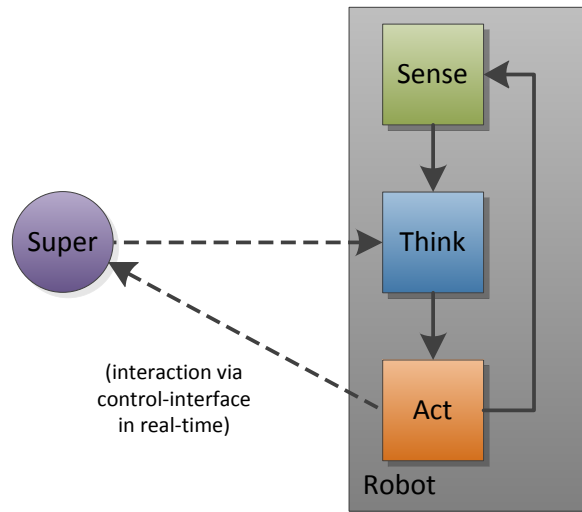 Sense
Super
Think
(interaction via
control-interface
in real-time)
Act
Robot